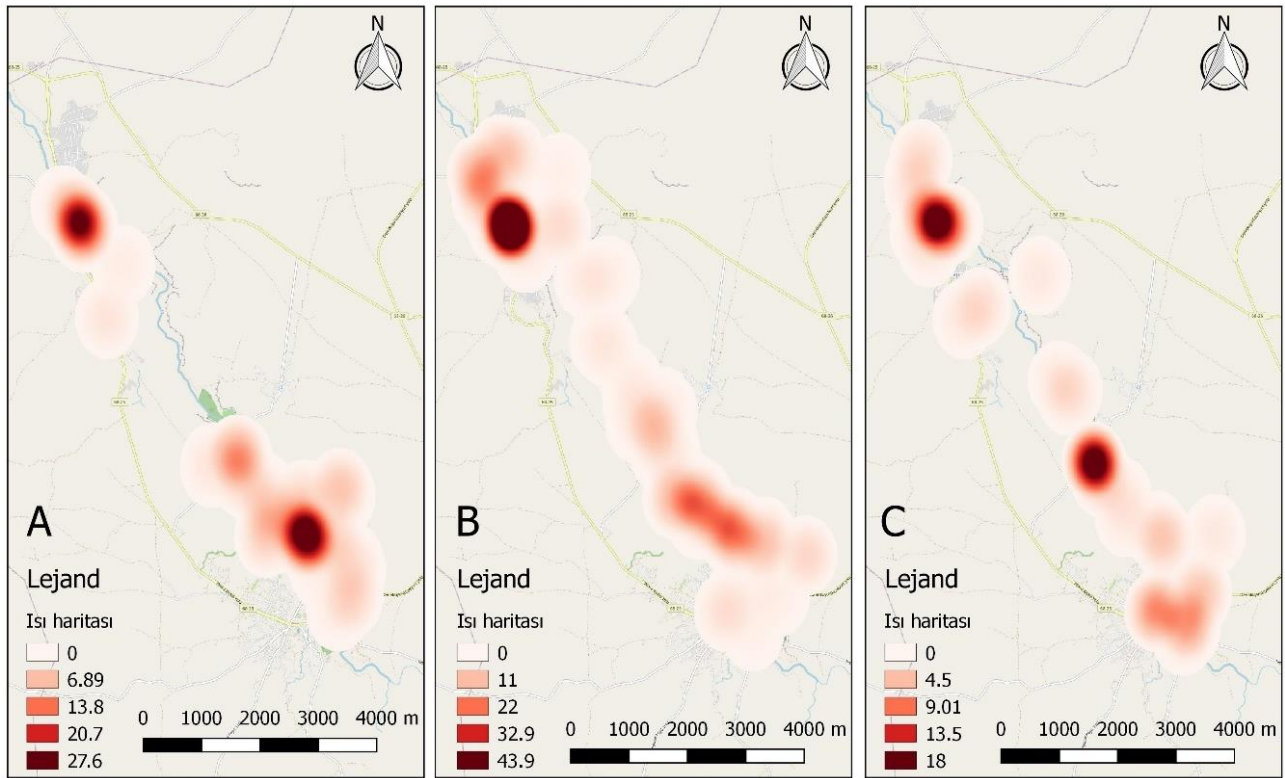 N
A
Lejand
Isı haritası
0
6.89
13.8
20.7
27.6
0 1000 2000 3000 4000 m
N
B
Lejand
Isı haritası
0
11
22
32.9
43.9
0 1000 2000 3000 4000 m
N
C
Lejand
Isı haritası
0
4.5
9.01
13.5
18
0 1000 2000 3000 4000 m